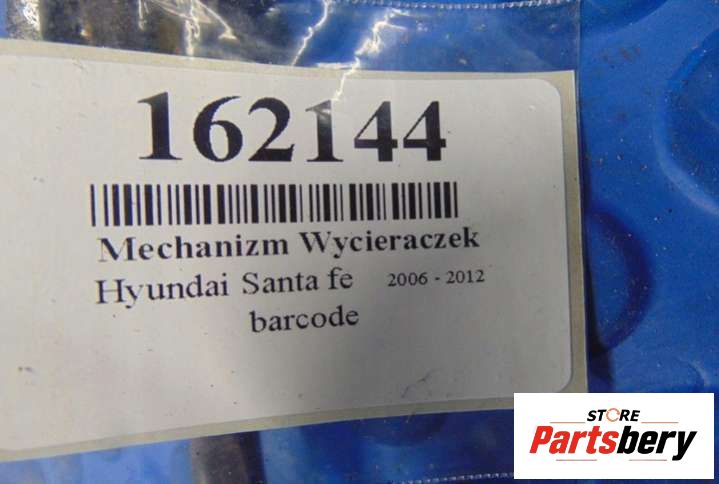 162144
Mechanizm Wycieraczek
Hyundai Santa fe 2006 - 2012
barcode
STORE
Partsbery